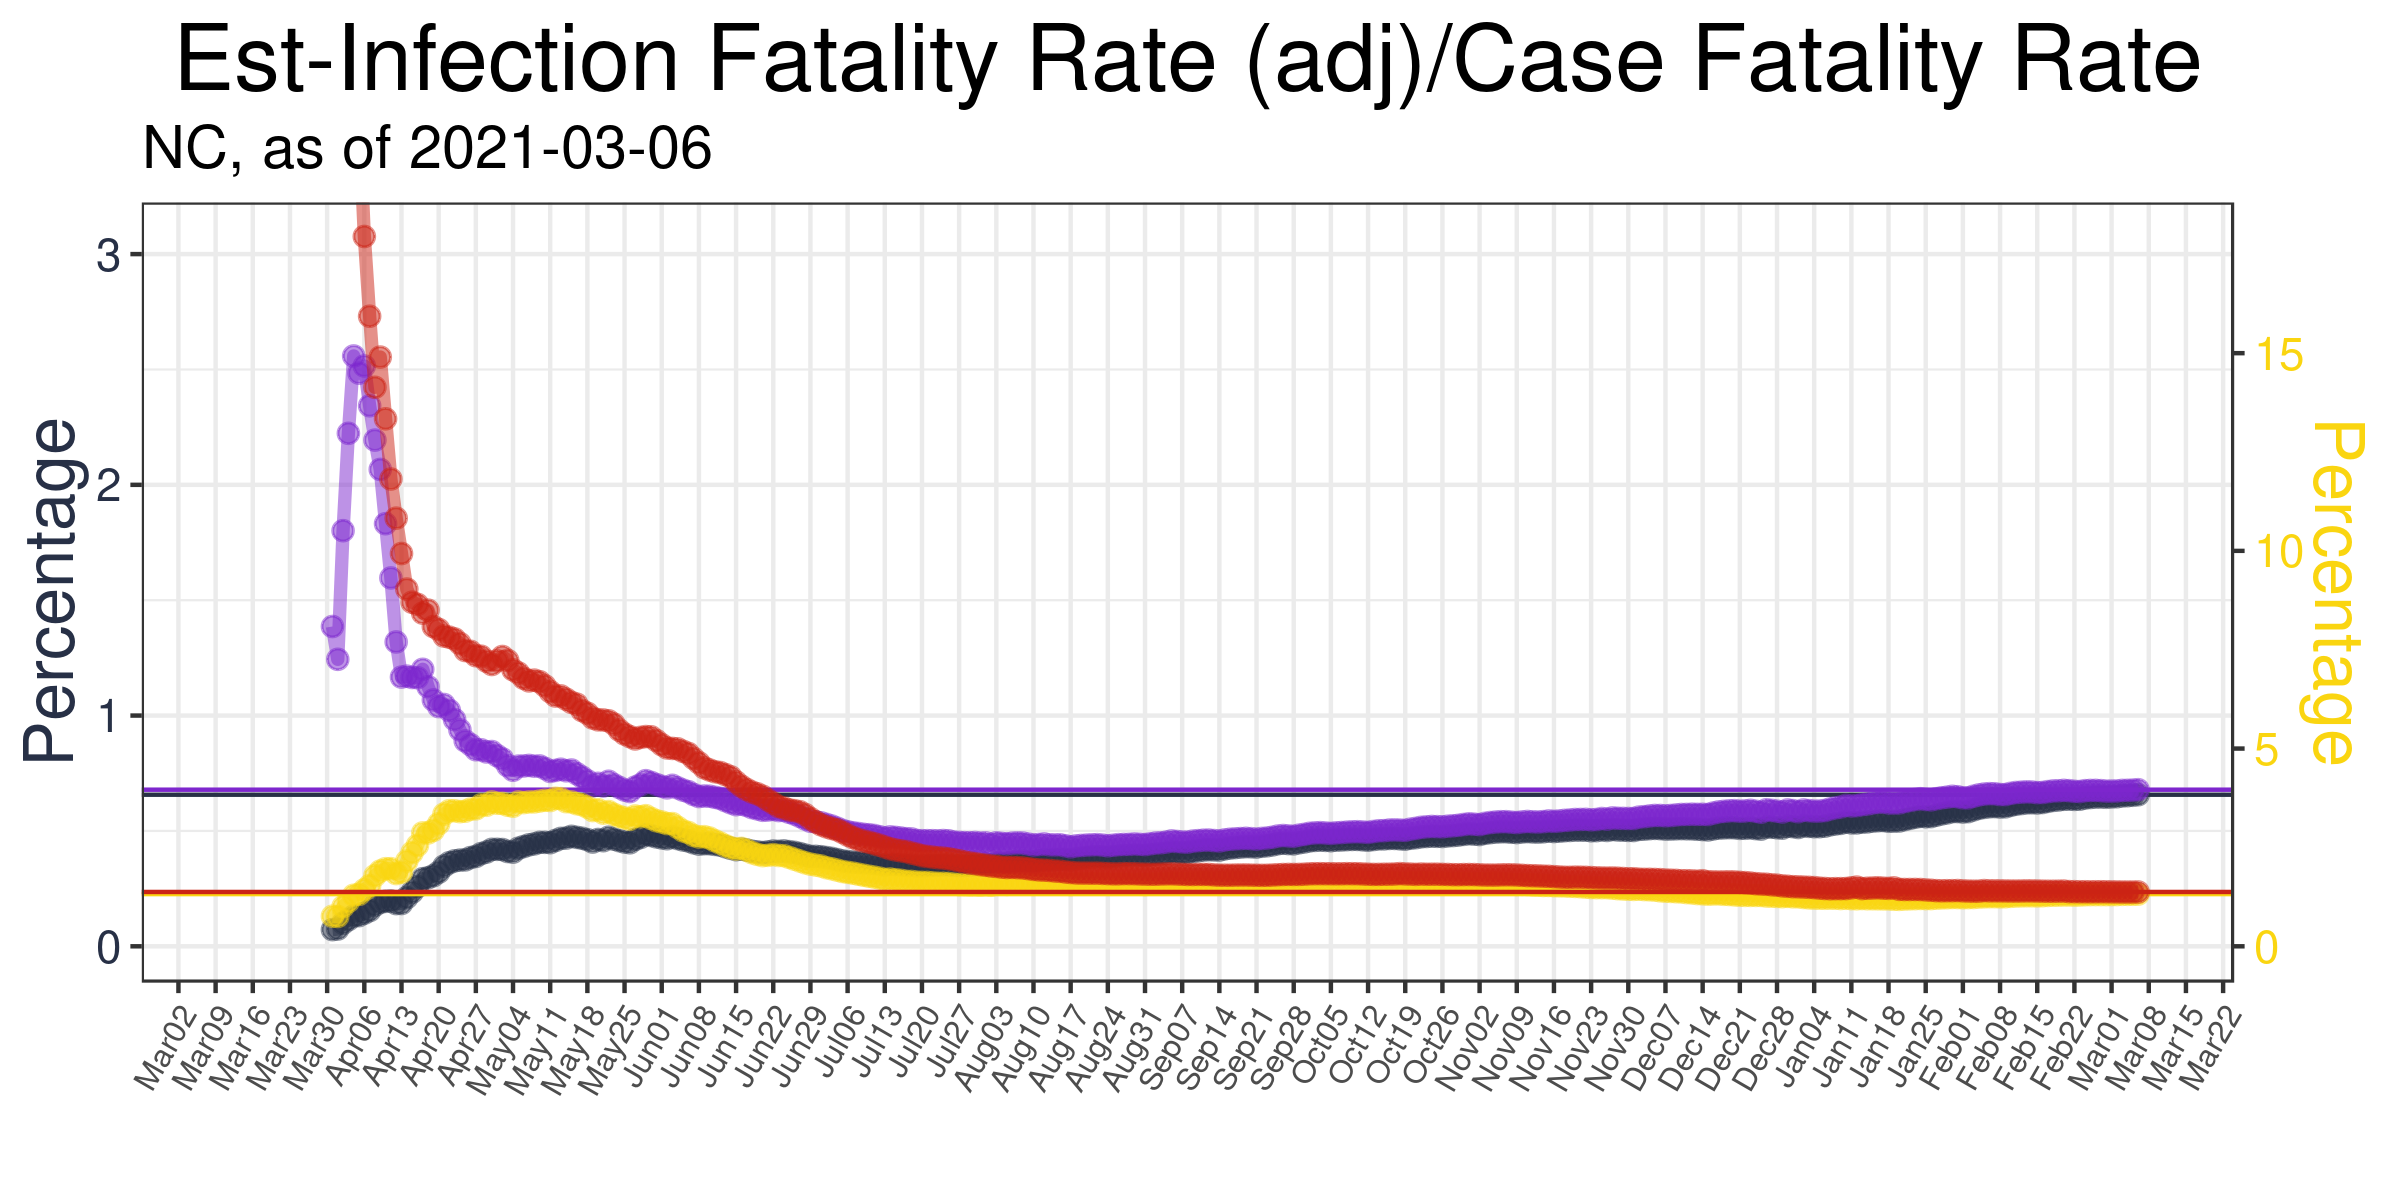 Est-Infection Fatality Rate (adj)/Case Fatality Rate
NC, as of 2021-03-06
Percentage
3
2
1
0
15
10
5
0
Percentage
Mar02
Mar09
Mar16
Mar23
Mar30
Apr06
Apr13
Apr20
Apr27
May04
May11
May18
May25
Jun01
Jun08
Jun15
Jun22
Jun29
Jul06
Jul13
Jul20
Jul27
Aug03
Aug10
Aug17
Aug24
Aug31
Sep07
Sep14
Sep21
Sep28
Oct05
Oct12
Oct19
Oct26
Nov02
Nov09
Nov16
Nov23
Nov30
Dec07
Dec14
Dec21
Dec28
Jan04
Jan11
Jan18
Jan25
Feb01
Feb08
Feb15
Feb22
Mar01
Mar08
Mar15
Mar22